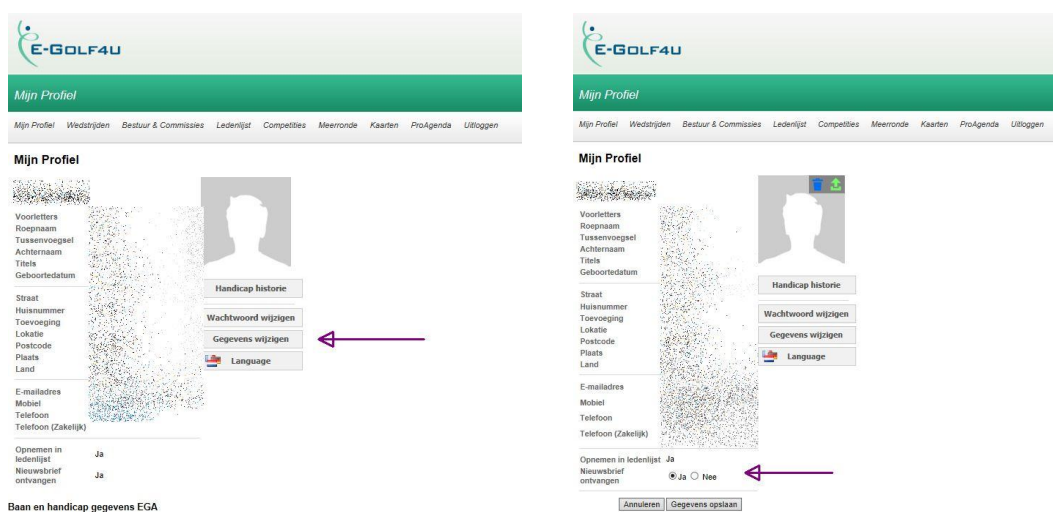 E-GOLF4U
Mijn Profiel
Mijn Profiel Wedstrijden Bestuur & Commissies Ledenlijst Competities Meerronde Kaarten ProAgenda Uitloggen
Mijn Profiel
Voorletters
Roepnaam
Tussenvoegsel
Achternaam
Titels
Geboortedatum
Straat
Huisnummer
Toevoeging
Lokatie
Postcode
Plaats
Land
E-mailadres
Mobiel
Telefoon
Telefoon (Zakelijk)
Opnemen in
ledenlijst Ja
Nieuwsbrief
ontvangen Ja
Handicap historie
Wachtwoord wijzigen
Gegevens wijzigen
Language
Baan en handicap gegevens EGA
E-GOLF4U
Mijn Profiel
Mijn Profiel Wedstrijden Bestuur & Commissies Ledenlijst Competities Meerronde Kaarten ProAgenda Uitloggen
Mijn Profiel
Voorletters
Roepnaam
Tussenvoegsel
Achternaam
Titels
Geboortedatum
Straat
Huisnummer
Toevoeging
Lokatie
Postcode
Plaats
Land
E-mailadres
Mobiel
Telefoon
Telefoon (Zakelijk)
Opnemen in ledenlijst Ja
Nieuwsbrief
ontvangen Ja Nee
Annuleren Gegevens opslaan
Handicap historie
Wachtwoord wijzigen
Gegevens wijzigen
Language